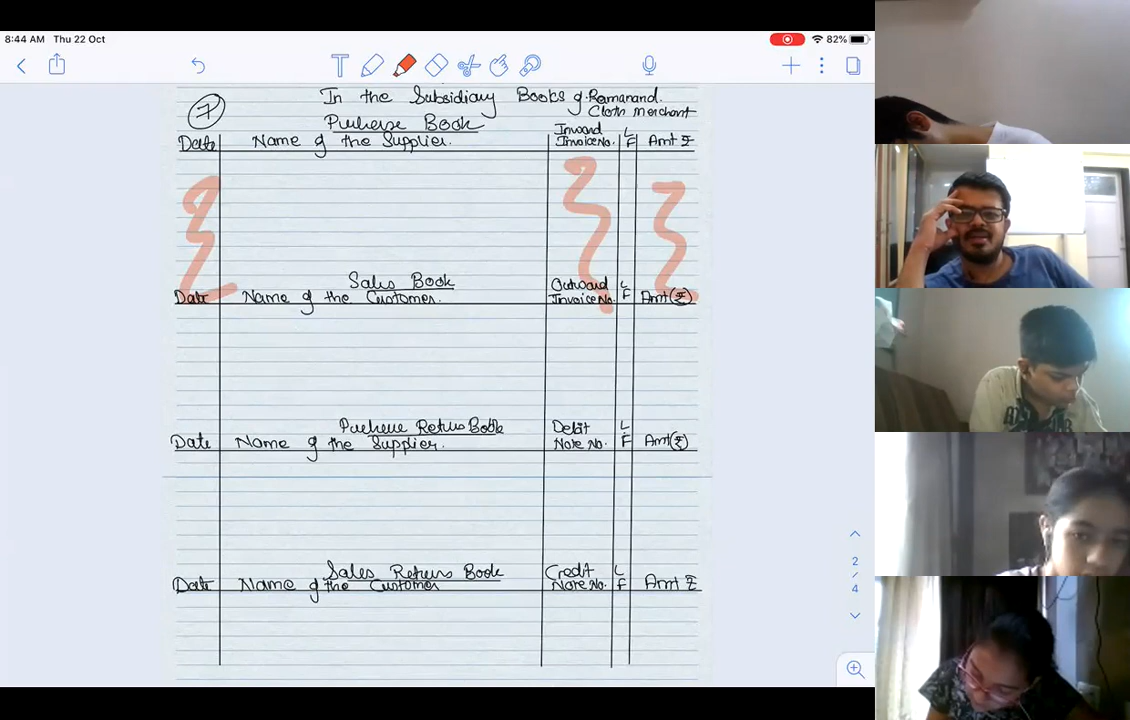 8:44 AM Thu 22 Oct
82%
7
In the Subsidiary Books of Ramanand
Cloth Merchant
Purchase Book
Date Name of the Supplier. Inward Invoice No. L F Amt ₹
Sales Book
Date Name of the Customer. Outward Invoice No. L F Amt (₹)
Purchase Return Book
Date Name of the Supplier. Debit Note No. L F Amt (₹)
Sales Return Book
Date Name of the Customer Credit Note No. L F Amt ₹
2
/
4